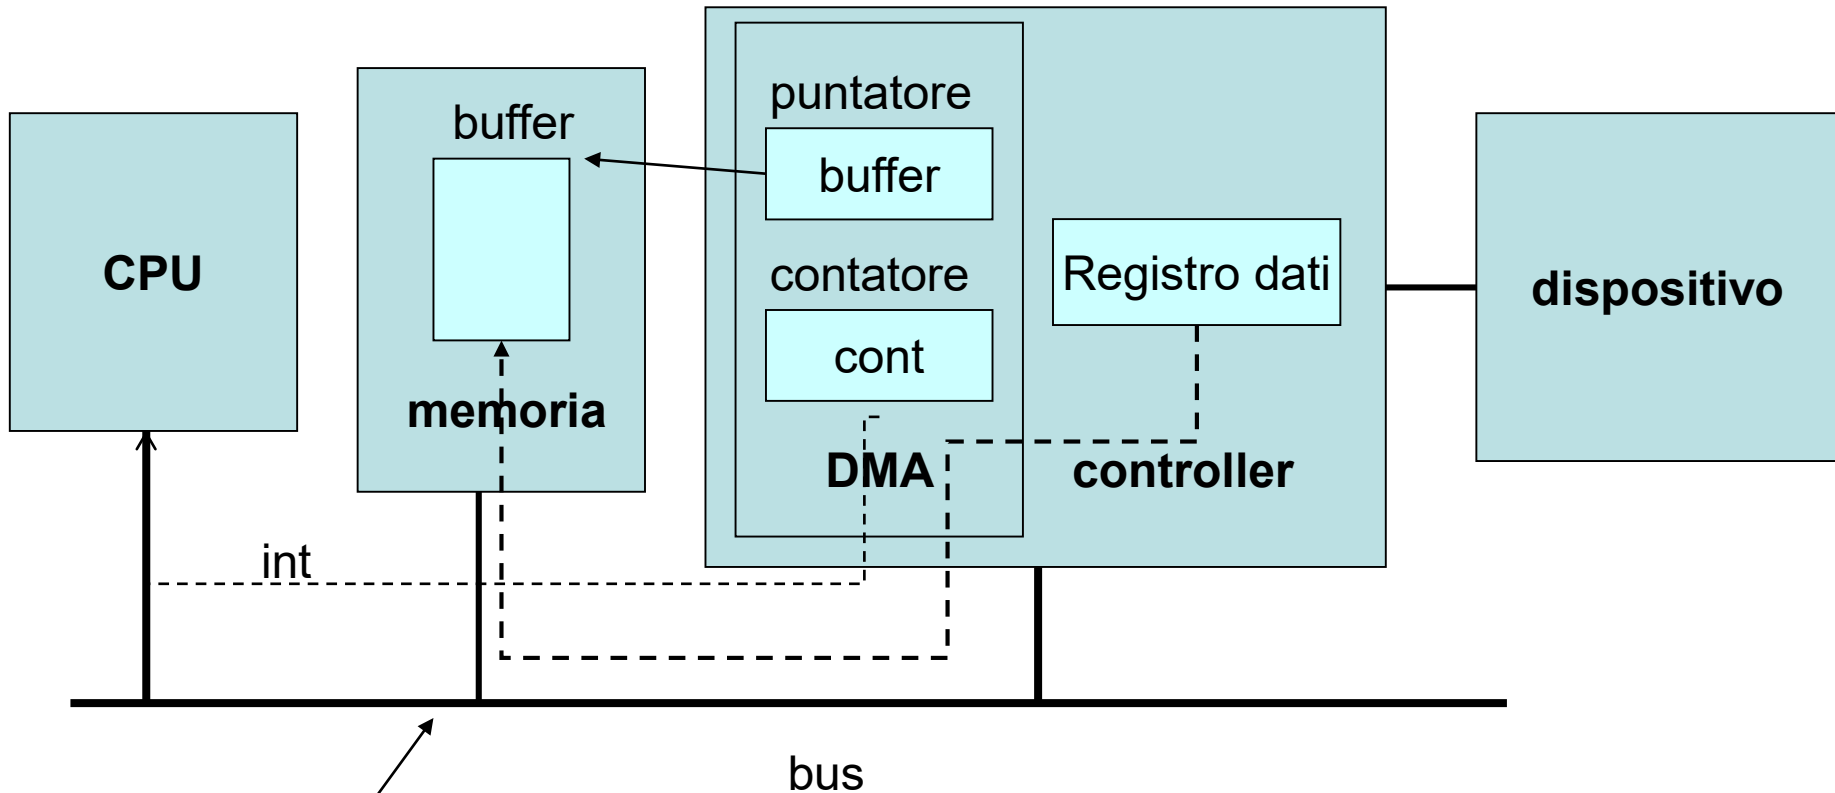 CPU
buffer
memoria
puntatore
buffer
contatore
cont
DMA
Registro dati
controller
dispositivo
int
bus